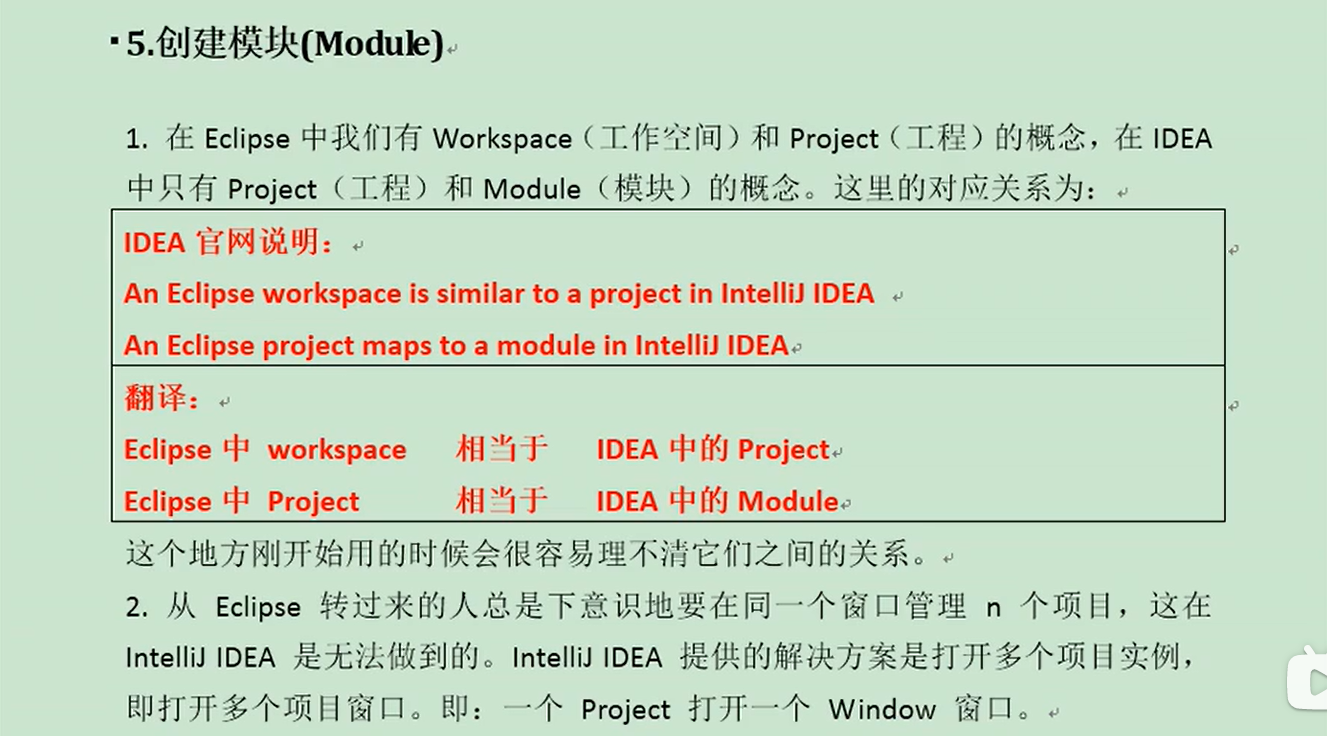 ▪5.创建模块(Module)
1. 在 Eclipse 中我们有 Workspace（工作空间）和 Project（工程）的概念，在 IDEA
中只有 Project（工程）和 Module（模块）的概念。这里的对应关系为：
IDEA 官网说明：
An Eclipse workspace is similar to a project in IntelliJ IDEA
An Eclipse project maps to a module in IntelliJ IDEA
翻译：
Eclipse 中 workspace 相当于 IDEA 中的 Project
Eclipse 中 Project 相当于 IDEA 中的 Module
这个地方刚开始用的时候会很容易理不清它们之间的关系。
2. 从 Eclipse 转过来的人总是下意识地要在同一个窗口管理 n 个项目，这在
IntelliJ IDEA 是无法做到的。IntelliJ IDEA 提供的解决方案是打开多个项目实例，
即打开多个项目窗口。即：一个 Project 打开一个 Window 窗口。